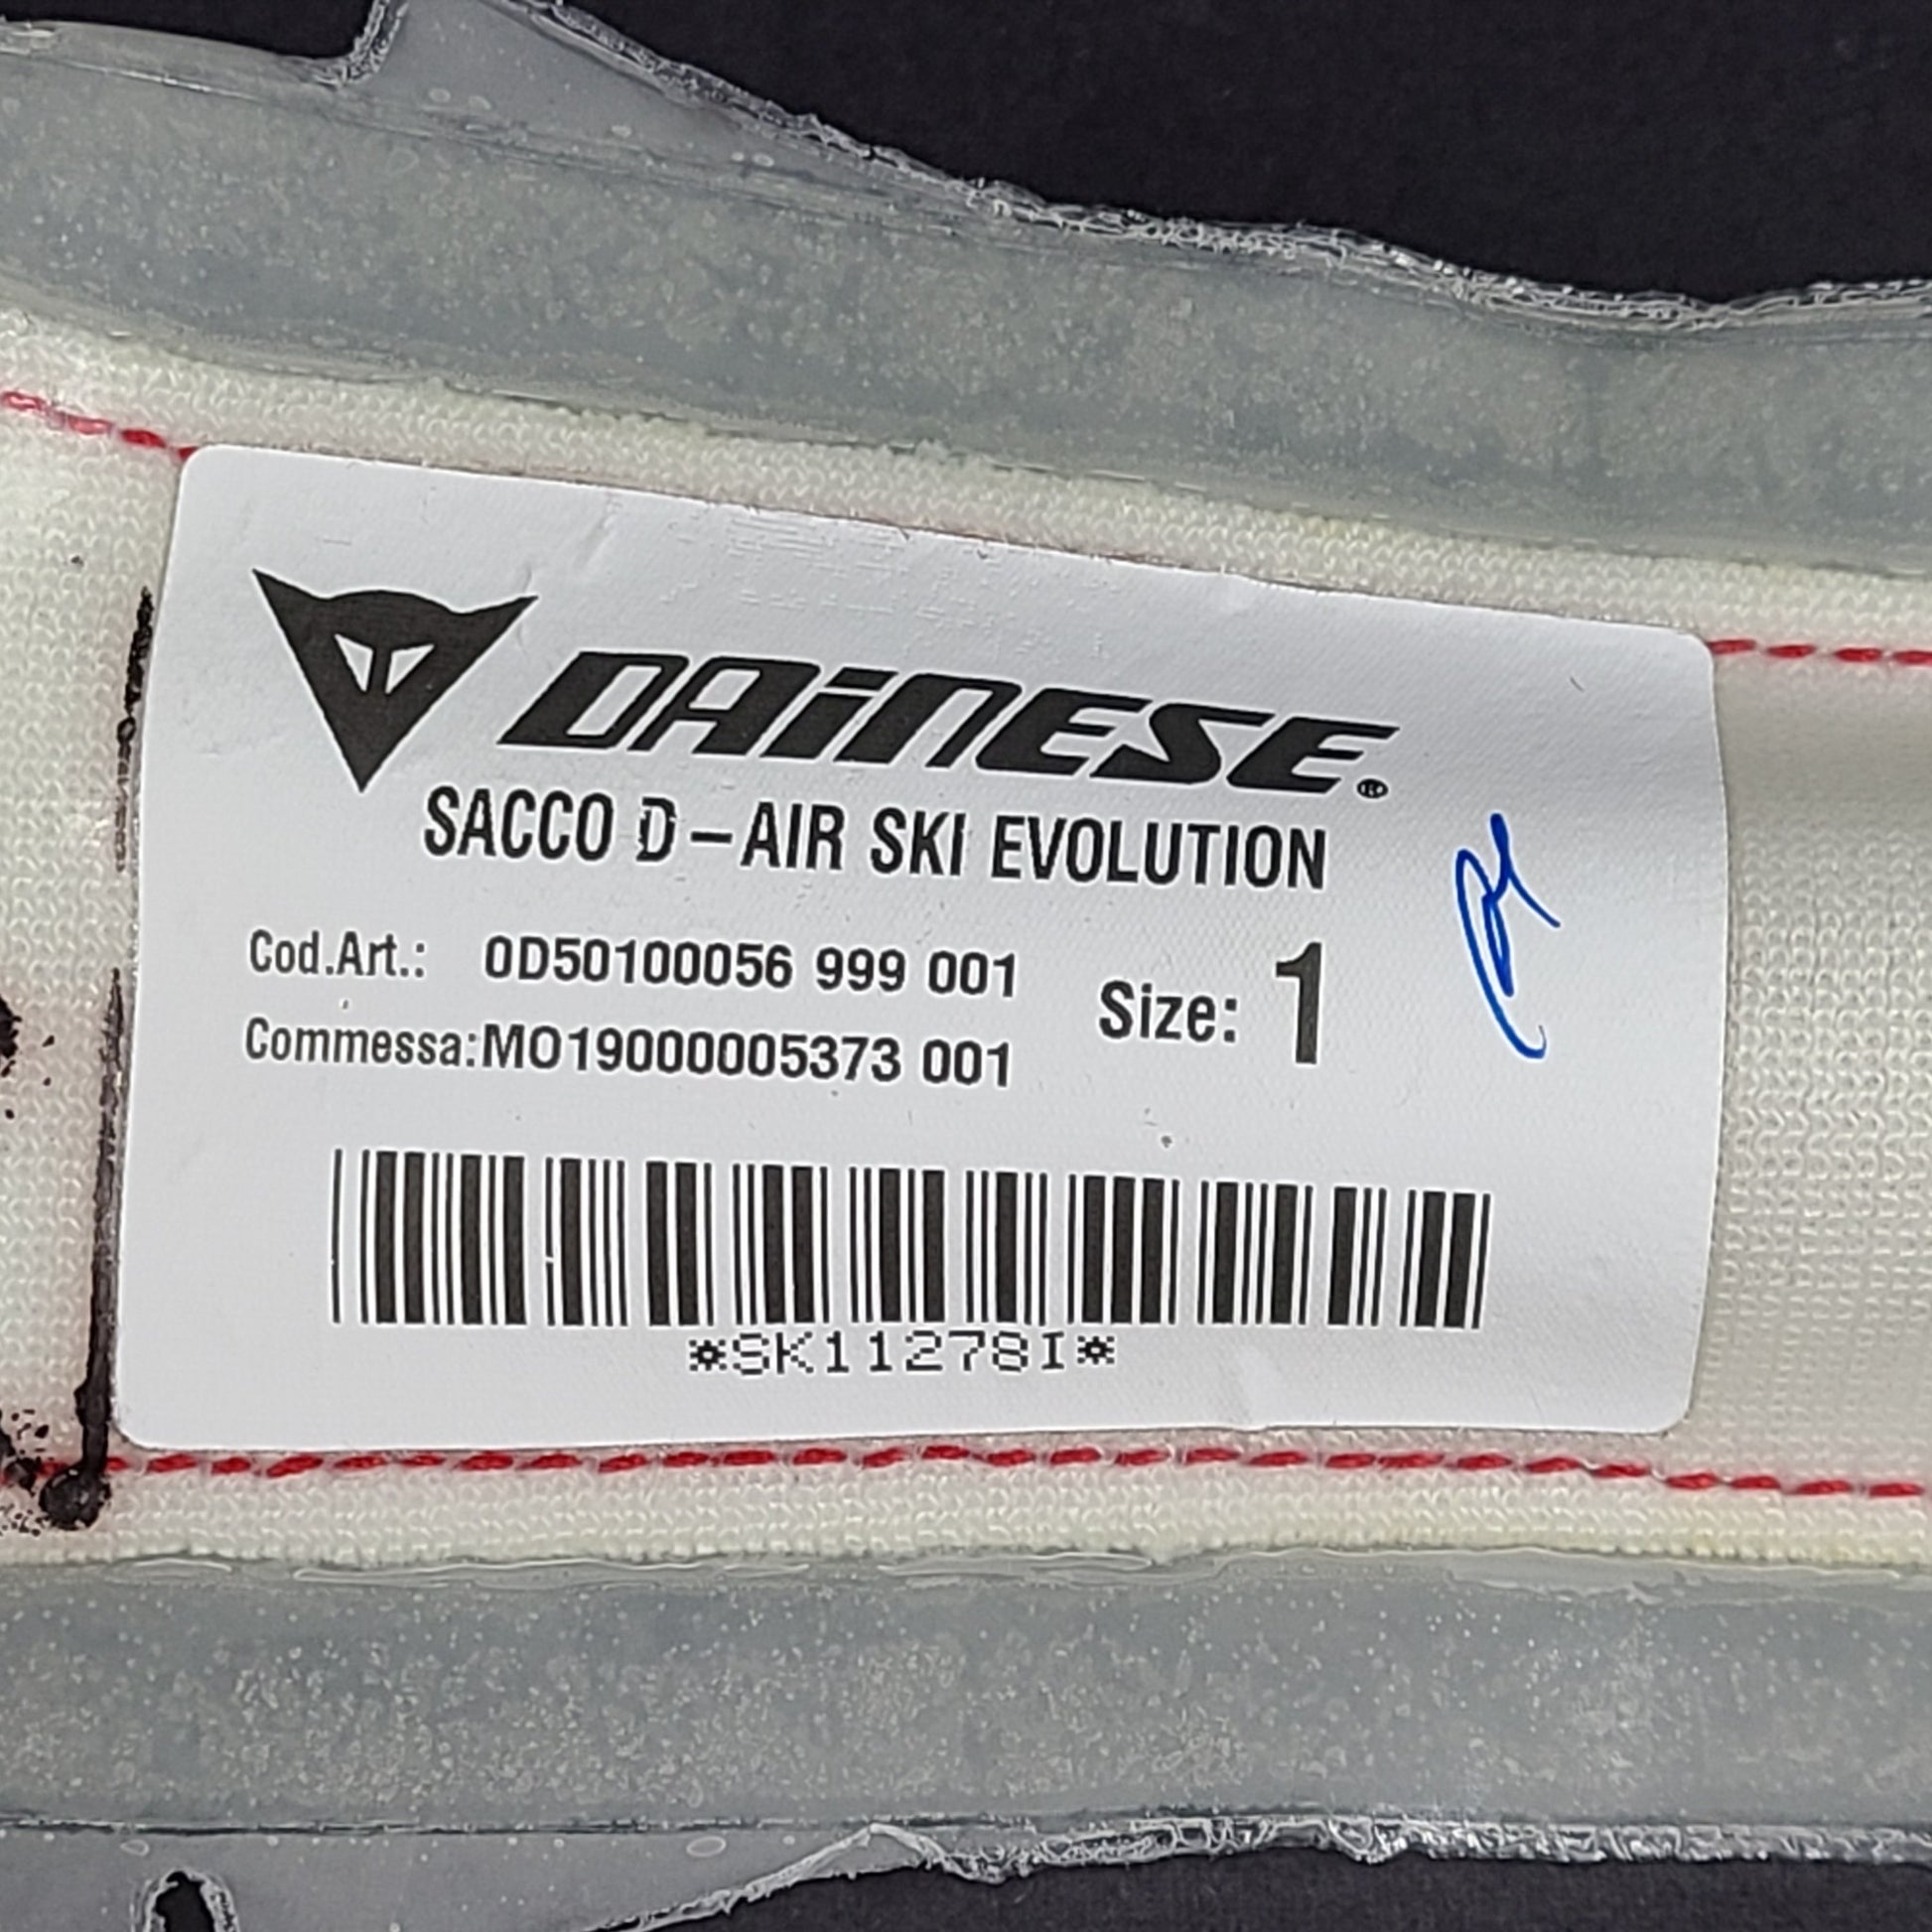 DAINESE®
SACCO D-AIR SKI EVOLUTION
Cod.Art.: 0D50100056 999 001
Size: 1
Commessa:MO19000005373 001
*SK11278I*